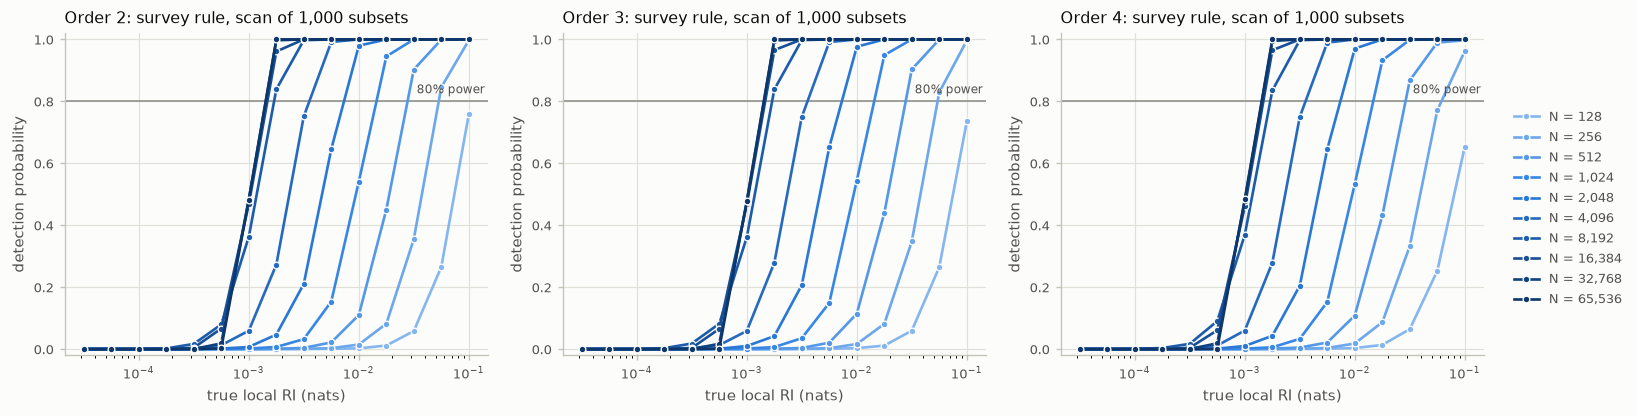 Order 2: survey rule, scan of 1,000 subsets
1.0
0.8
0.6
0.4
0.2
0.0
detection probability
80% power
10⁻⁴
10⁻³
10⁻²
10⁻¹
true local RI (nats)
Order 3: survey rule, scan of 1,000 subsets
1.0
0.8
0.6
0.4
0.2
0.0
detection probability
80% power
10⁻⁴
10⁻³
10⁻²
10⁻¹
true local RI (nats)
Order 4: survey rule, scan of 1,000 subsets
1.0
0.8
0.6
0.4
0.2
0.0
detection probability
80% power
10⁻⁴
10⁻³
10⁻²
10⁻¹
true local RI (nats)
N = 128
N = 256
N = 512
N = 1,024
N = 2,048
N = 4,096
N = 8,192
N = 16,384
N = 32,768
N = 65,536